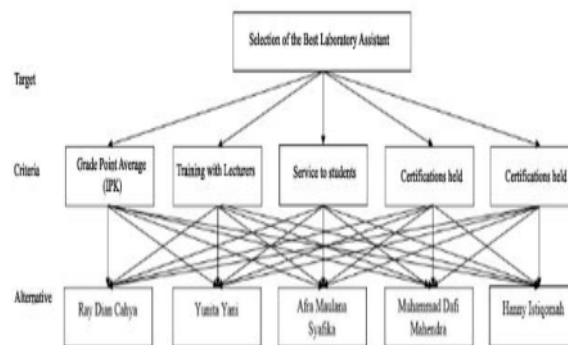 Selection of the Best Laboratory Assistant
Target
Criteria
Grade Point Average
(IPK)
Training with Lecturers
Service to students
Certifications held
Certifications held
Alternative
Ray Dian Cahya
Yunita Yani
Afra Maulana
Syafika
Muhammad Dafi
Mahendra
Hanny Istiqomah